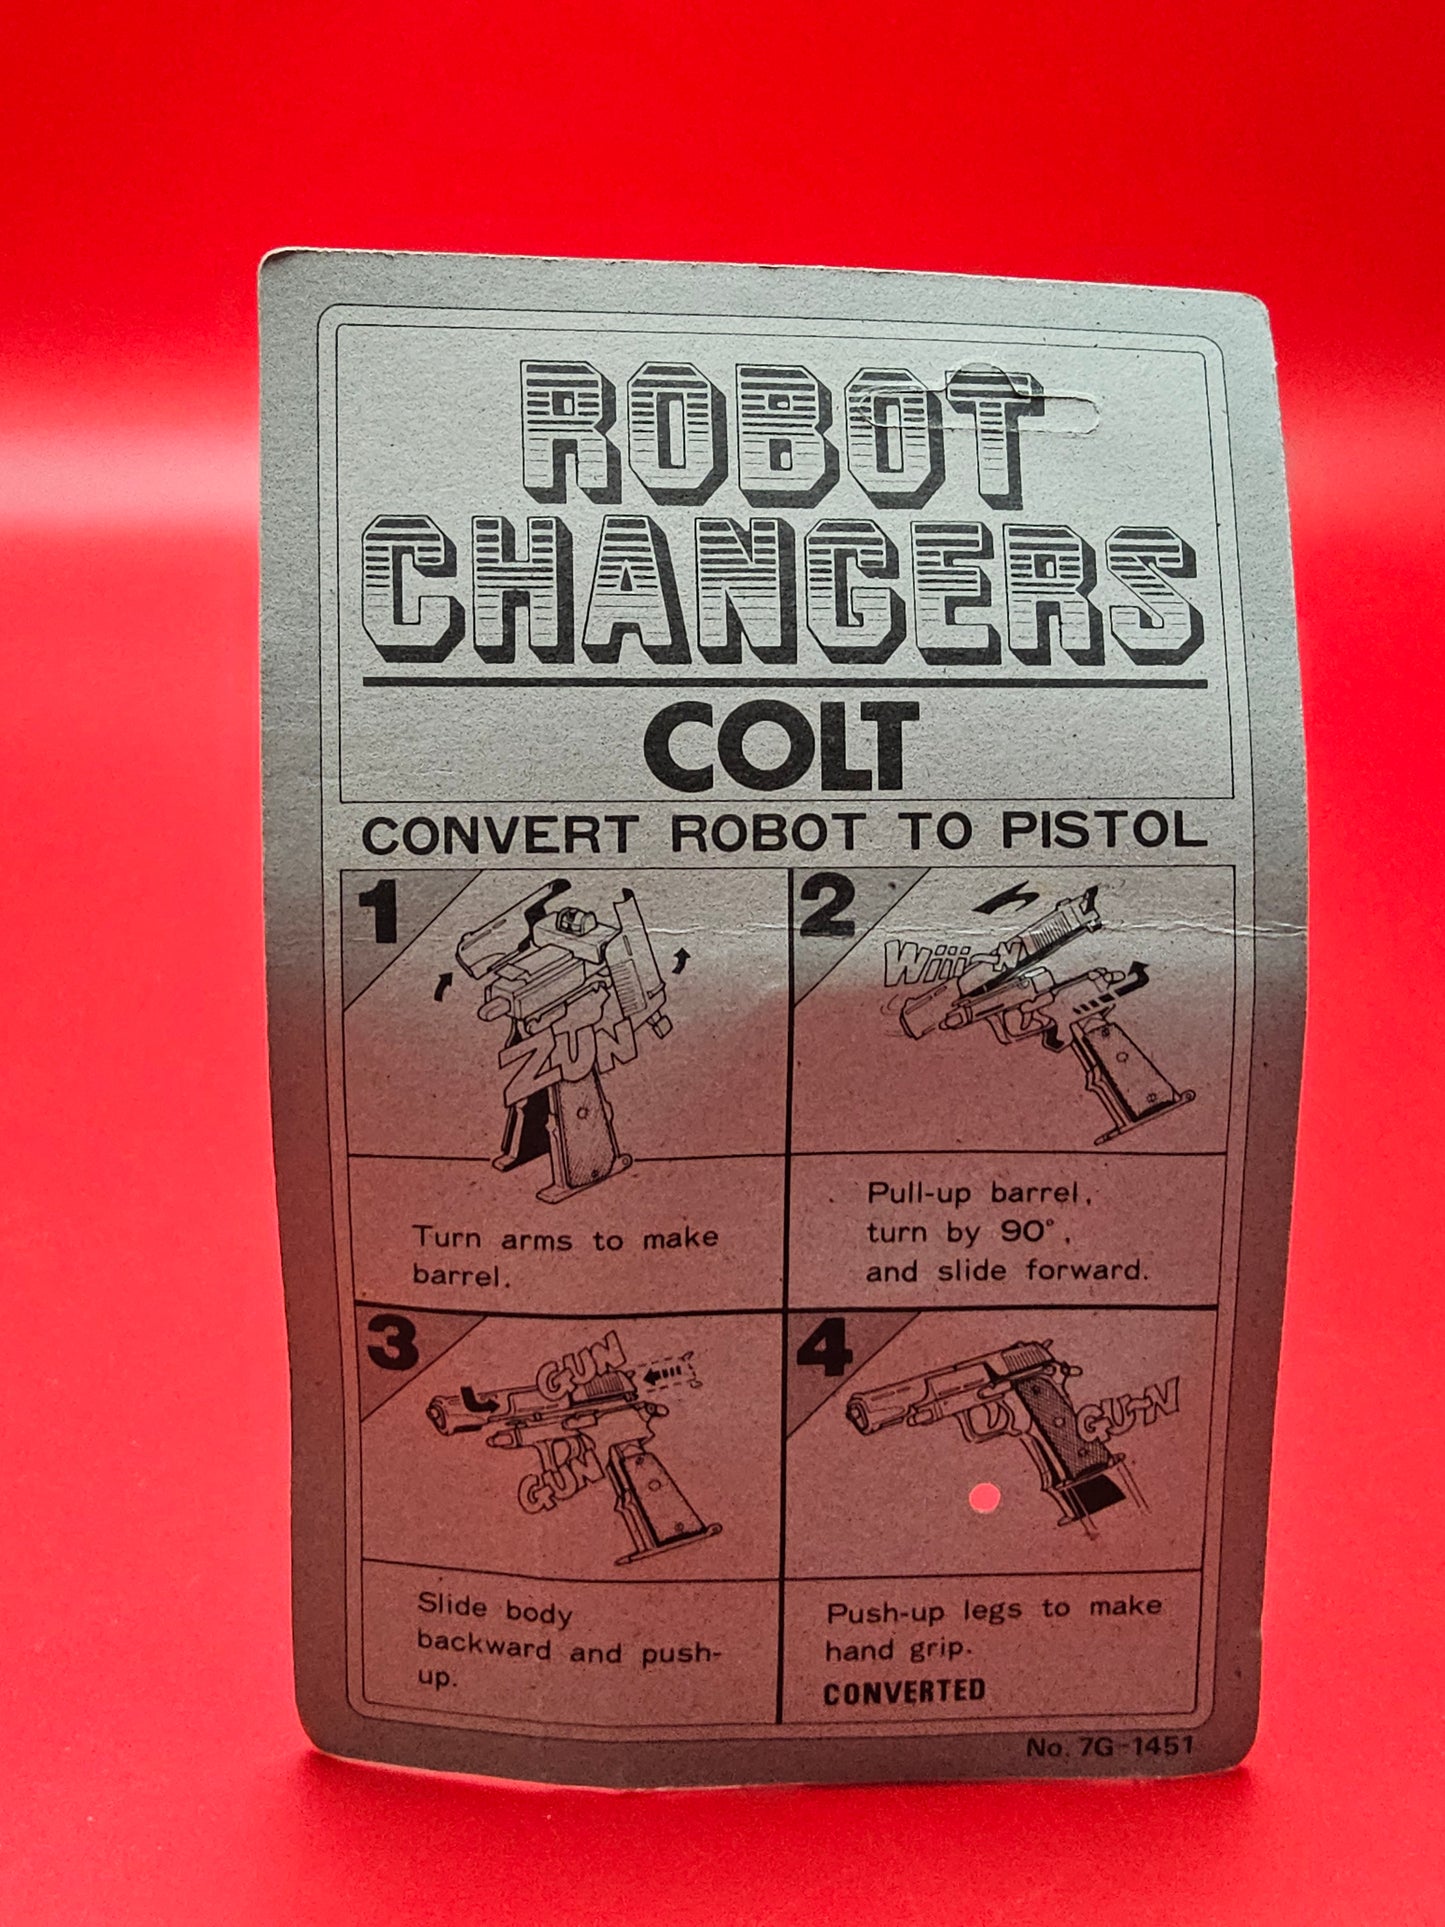 ROBOT
CHANGERS
COLT
CONVERT ROBOT TO PISTOL
1
ZUN
Turn arms to make
barrel.
2
Wiii-N
Pull-up barrel,
turn by 90°,
and slide forward.
3
GUN
GUN
Slide body
backward and push-
up.
4
GU-N
Push-up legs to make
hand grip.
CONVERTED
No. 7G-1451